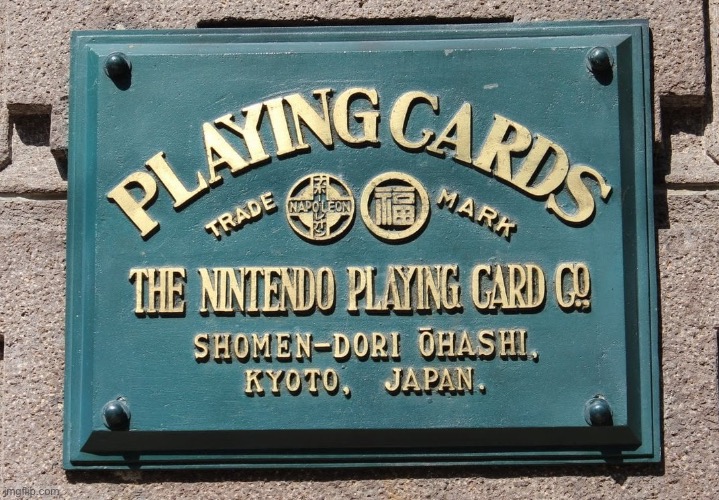 PLAYING CARDS
TRADE NAPOLEON 福 MARK
THE NINTENDO PLAYING CARD CO.
SHOMEN-DORI ŌHASHI,
KYOTO, JAPAN.
imgflip.com